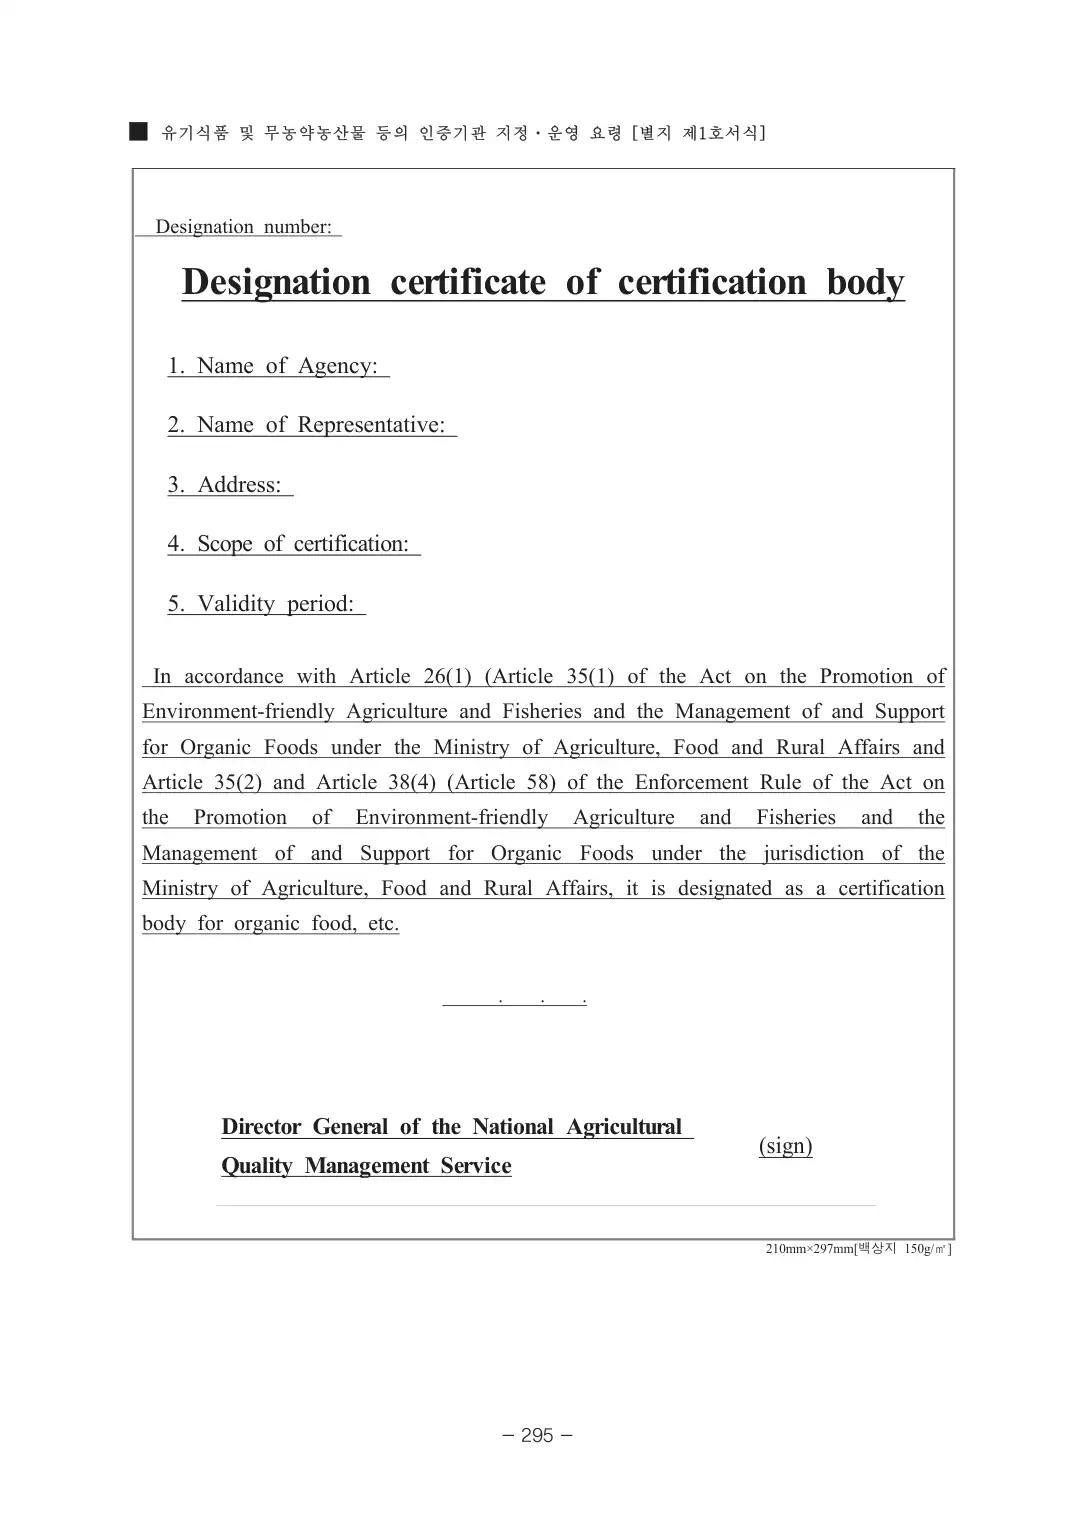 ■ 유기식품 및 무농약농산물 등의 인증기관 지정·운영 요령 [별지 제1호서식]
Designation number:
Designation certificate of certification body
1. Name of Agency:
2. Name of Representative:
3. Address:
4. Scope of certification:
5. Validity period:
In accordance with Article 26(1) (Article 35(1) of the Act on the Promotion of
Environment-friendly Agriculture and Fisheries and the Management of and Support
for Organic Foods under the Ministry of Agriculture, Food and Rural Affairs and
Article 35(2) and Article 38(4) (Article 58) of the Enforcement Rule of the Act on
the Promotion of Environment-friendly Agriculture and Fisheries and the
Management of and Support for Organic Foods under the jurisdiction of the
Ministry of Agriculture, Food and Rural Affairs, it is designated as a certification
body for organic food, etc.
. . .
Director General of the National Agricultural
(sign)
Quality Management Service
210mm×297mm[백상지 150g/㎡]
- 295 -